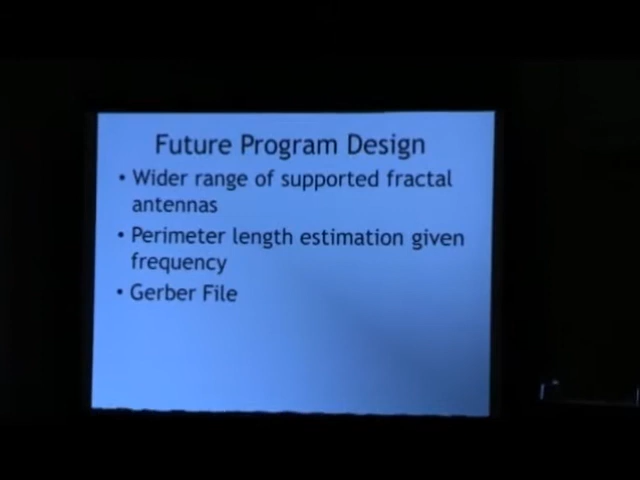 Future Program Design
• Wider range of supported fractal
antennas
• Perimeter length estimation given
frequency
• Gerber File